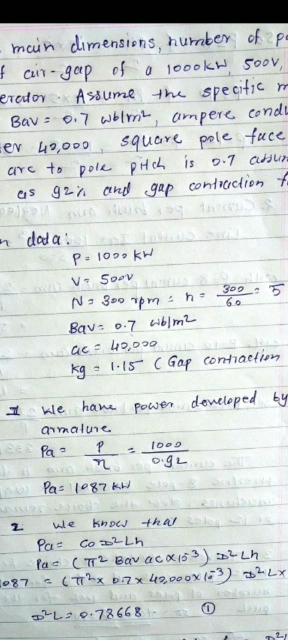 main dimensions, number of po
f air-gap of a 1000kW, 500V,
erator. Assume the specific m
Bav = 0.7 wb/m², ampere condu
er 40,000, square pole face
arc to pole pitch is 0.7 assum
as 92% and gap contraction f
n data:
P = 1000 kW
V = 500V
N = 300 rpm = n = 300/60 = 5
Bav = 0.7 wb/m²
ac = 40,000
kg = 1.15 (Gap contraction
1 We have power developed by
armature
Pa = P/η = 1000/0.92
Pa = 1087 kW
2 We know that
Pa = Co D²Ln
Pa = (π² Bav ac x10⁻³) D²Ln
1087 = (π² x 0.7 x 40,000x10⁻³) D²Lx
D²L = 0.78668 ①